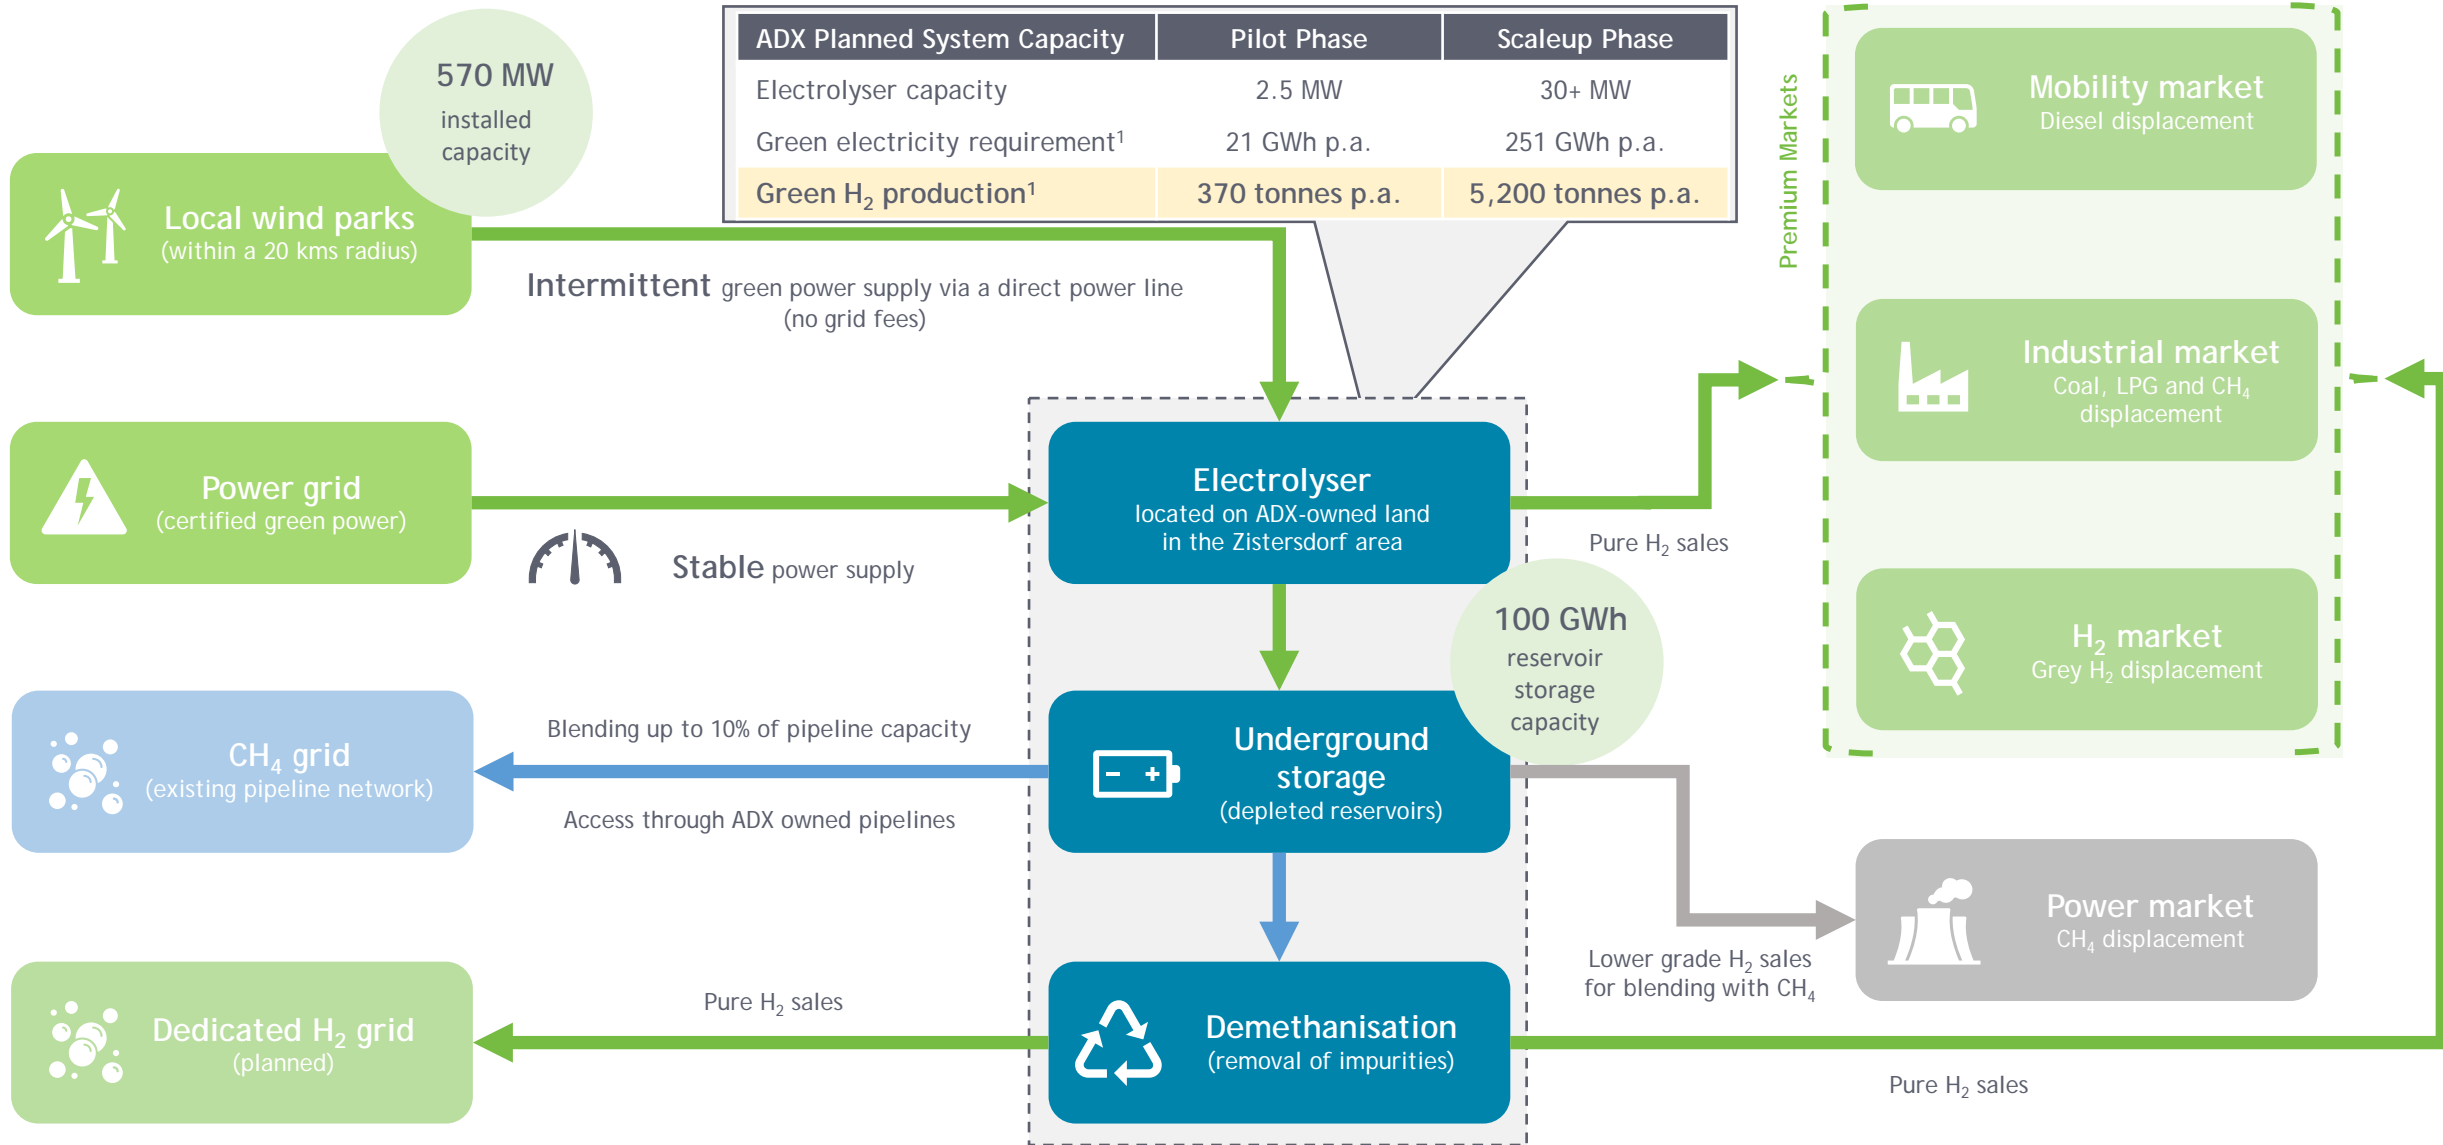 570 MW
installed
capacity
ADX Planned System Capacity Pilot Phase Scaleup Phase
Electrolyser capacity 2.5 MW 30+ MW
Green electricity requirement¹ 21 GWh p.a. 251 GWh p.a.
Green H₂ production¹ 370 tonnes p.a. 5,200 tonnes p.a.
Local wind parks
(within a 20 kms radius)
Intermittent green power supply via a direct power line
(no grid fees)
Power grid
(certified green power)
Stable power supply
Electrolyser
located on ADX-owned land
in the Zistersdorf area
Pure H₂ sales
100 GWh
reservoir
storage
capacity
Premium Markets
Mobility market
Diesel displacement
Industrial market
Coal, LPG and CH₄
displacement
H₂ market
Grey H₂ displacement
CH₄ grid
(existing pipeline network)
Blending up to 10% of pipeline capacity
Access through ADX owned pipelines
Underground
storage
(depleted reservoirs)
Lower grade H₂ sales
for blending with CH₄
Power market
CH₄ displacement
Dedicated H₂ grid
(planned)
Pure H₂ sales
Demethanisation
(removal of impurities)
Pure H₂ sales